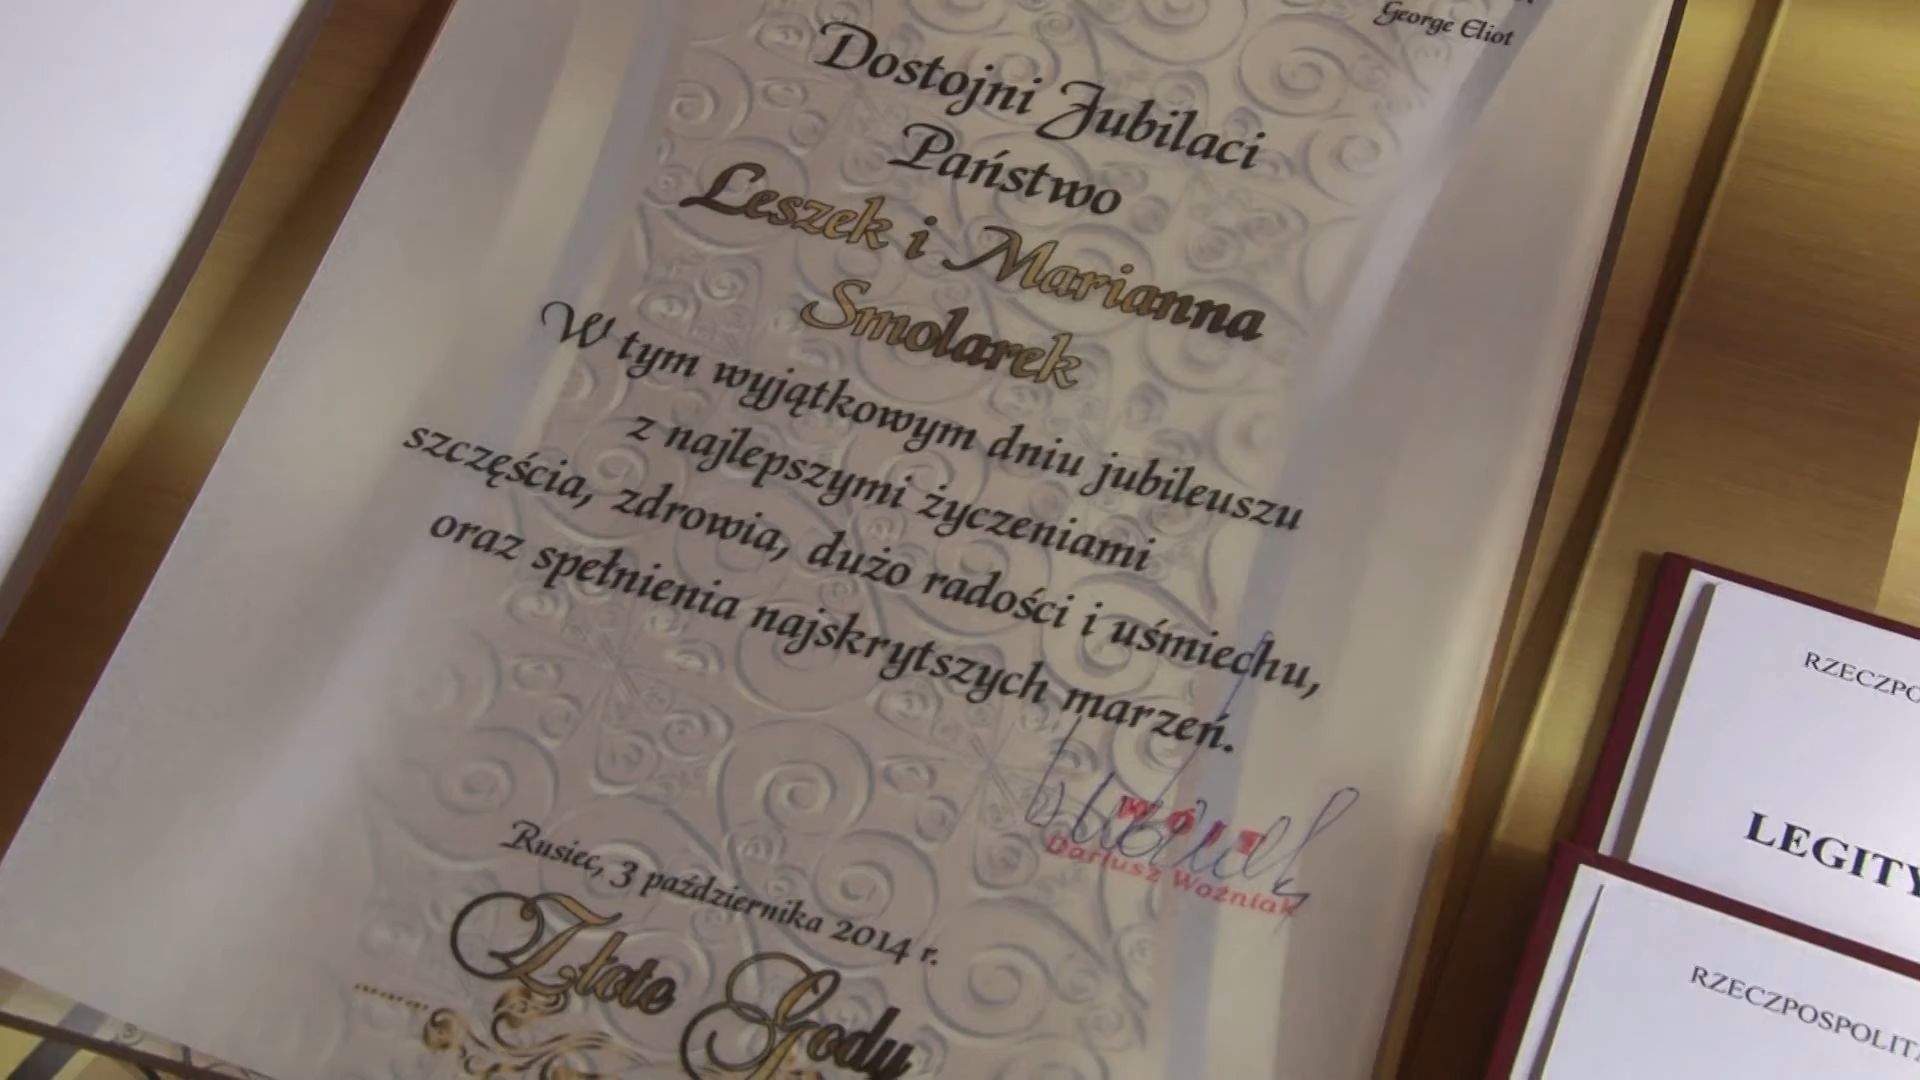 George Eliot
Dostojni Jubilaci
Państwo
Leszek i Marianna
Smolarek
W tym wyjątkowym dniu jubileuszu
z najlepszymi życzeniami
szczęścia, zdrowia, dużo radości i uśmiechu,
oraz spełnienia najskrytszych marzeń.
WÓJT
Dariusz Woźniak
Rusiec, 3 października 2014 r.
Złote Gody
RZECZPO
LEGITY
RZECZPOSPOLITA